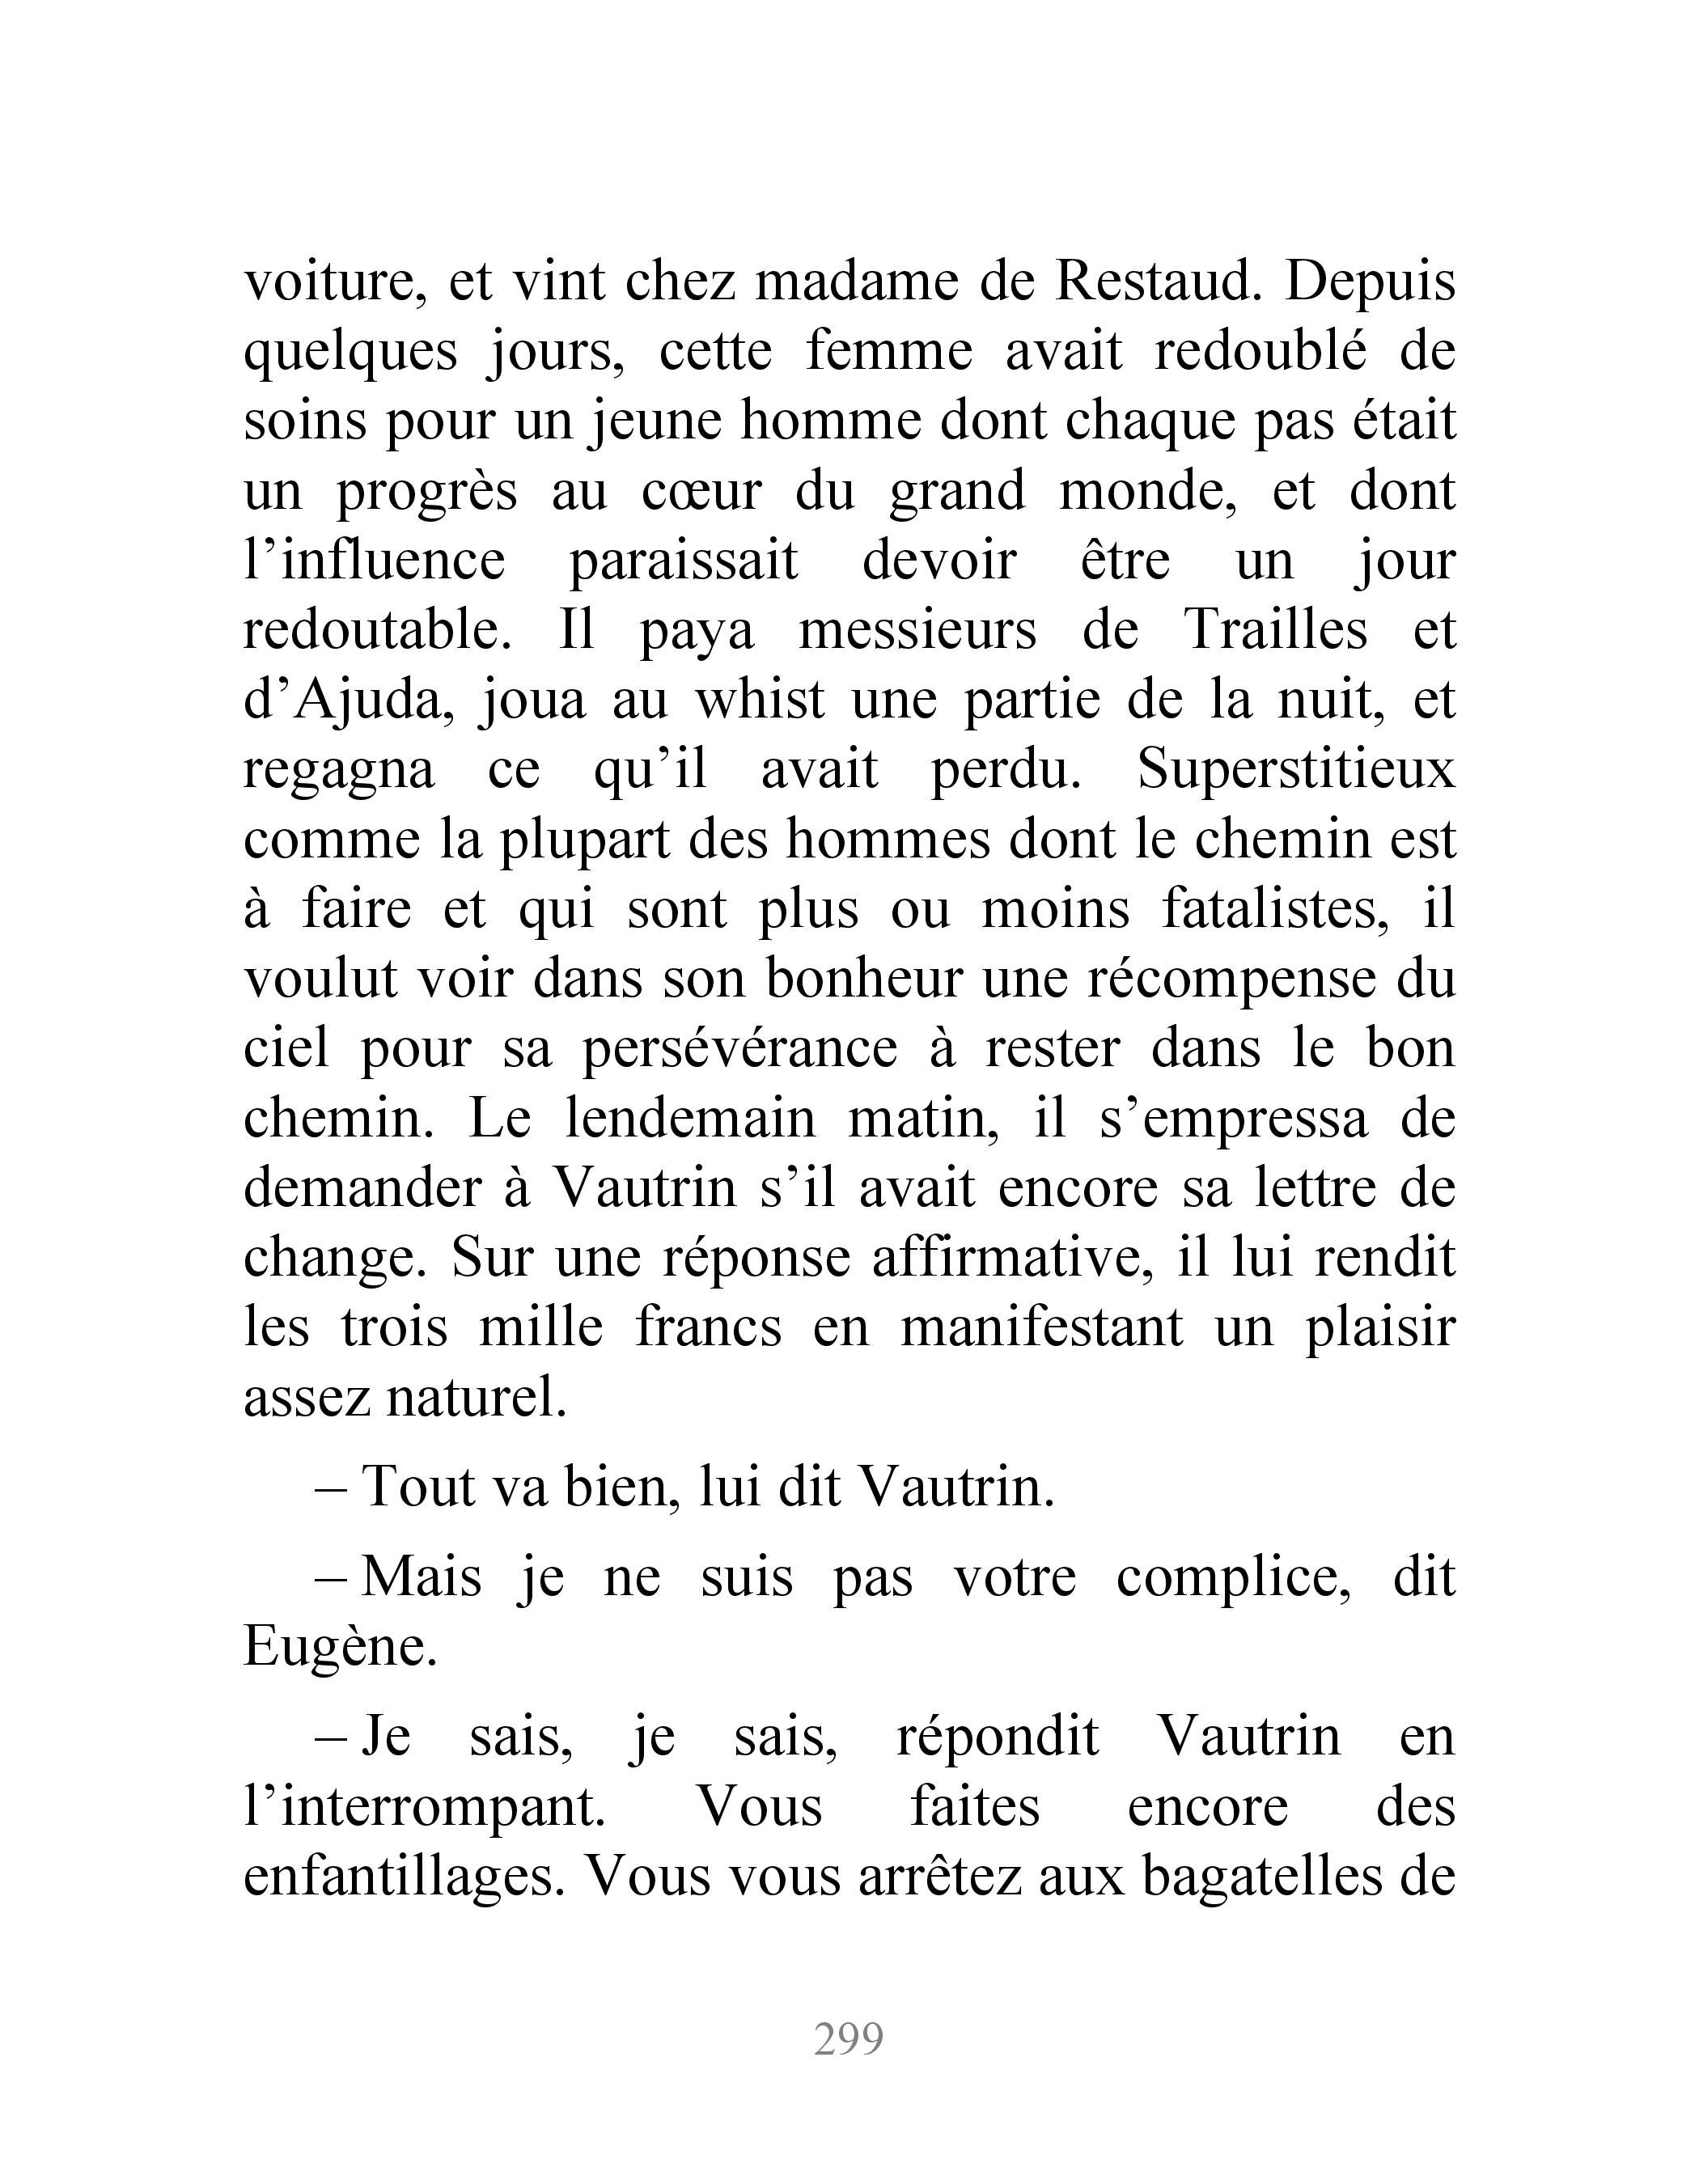 voiture, et vint chez madame de Restaud. Depuis
quelques jours, cette femme avait redoublé de
soins pour un jeune homme dont chaque pas était
un progrès au cœur du grand monde, et dont
l’influence paraissait devoir être un jour
redoutable. Il paya messieurs de Trailles et
d’Ajuda, joua au whist une partie de la nuit, et
regagna ce qu’il avait perdu. Superstitieux
comme la plupart des hommes dont le chemin est
à faire et qui sont plus ou moins fatalistes, il
voulut voir dans son bonheur une récompense du
ciel pour sa persévérance à rester dans le bon
chemin. Le lendemain matin, il s’empressa de
demander à Vautrin s’il avait encore sa lettre de
change. Sur une réponse affirmative, il lui rendit
les trois mille francs en manifestant un plaisir
assez naturel.
– Tout va bien, lui dit Vautrin.
– Mais je ne suis pas votre complice, dit
Eugène.
– Je sais, je sais, répondit Vautrin en
l’interrompant. Vous faites encore des
enfantillages. Vous vous arrêtez aux bagatelles de
299